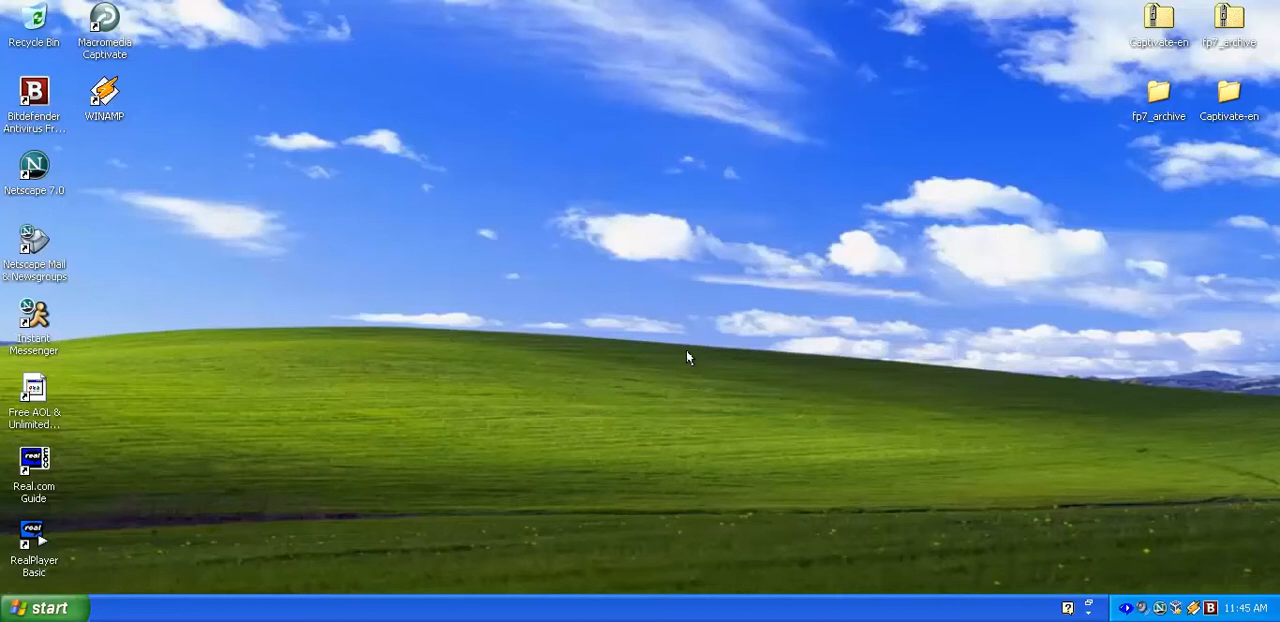 Recycle Bin
Macromedia
Captivate
Bitdefender
Antivirus Fr...
WINAMP
Netscape 7.0
Netscape Mail
& Newsgroups
Instant
Messenger
Free AOL &
Unlimited...
Real.com
Guide
RealPlayer
Basic
Captivate-en
fp7_archive
fp7_archive
Captivate-en
start
11:45 AM